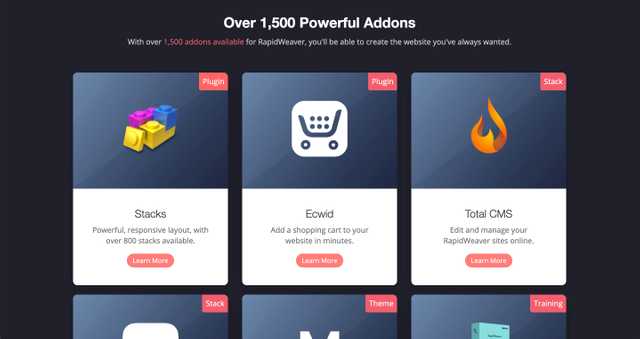 Over 1,500 Powerful Addons
With over 1,500 addons available for RapidWeaver, you'll be able to create the website you've always wanted.
Plugin
Plugin
Stack
Stacks
Powerful, responsive layout, with
over 800 stacks available.
Learn More
Ecwid
Add a shopping cart to your
website in minutes.
Learn More
Total CMS
Edit and manage your
RapidWeaver sites online.
Learn More
Stack
Theme
Training